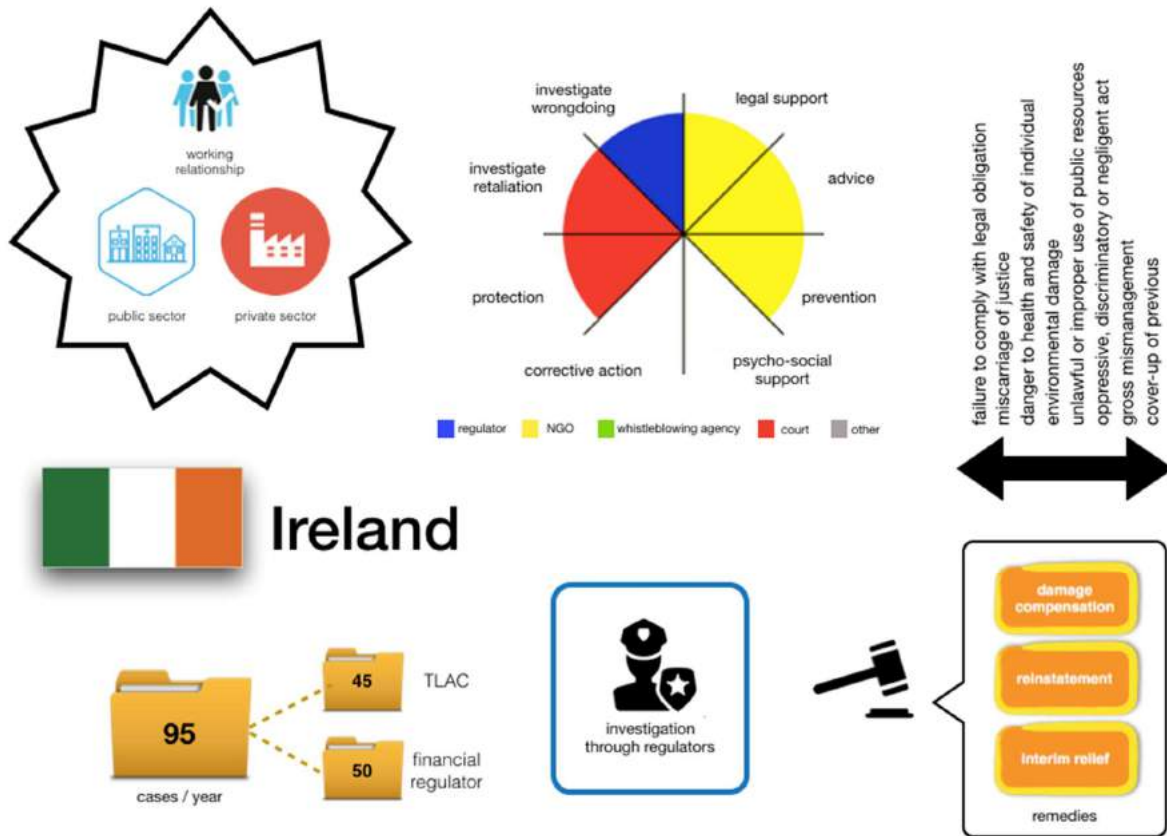 working
relationship
public sector
private sector
investigate
wrongdoing
legal support
investigate
retaliation
advice
protection
prevention
corrective action
psycho-social
support
regulator
NGO
whistleblowing agency
court
other
failure to comply with legal obligation
miscarriage of justice
danger to health and safety of individual
environmental damage
unlawful or improper use of public resources
oppressive, discriminatory or negligent act
gross mismanagement
cover-up of previous
Ireland
95
cases / year
45
TLAC
50
financial
regulator
investigation
through regulators
damage
compensation
reinstatement
interim relief
remedies